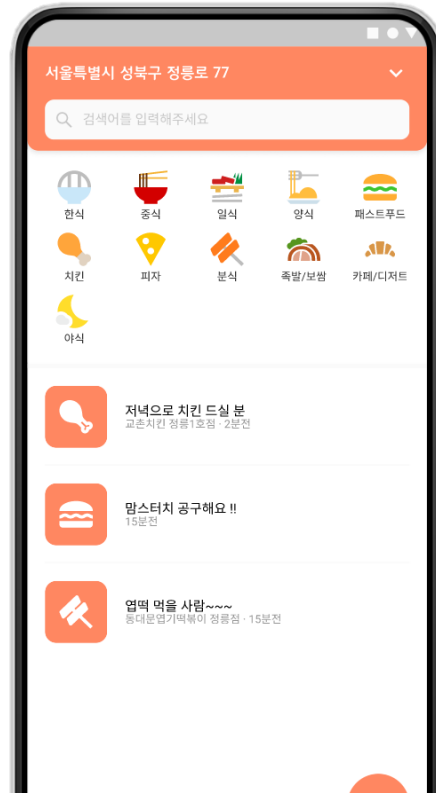 서울특별시 성북구 정릉로 77
검색어를 입력해주세요
한식 중식 일식 양식 패스트푸드
치킨 피자 분식 족발/보쌈 카페/디저트
야식
저녁으로 치킨 드실 분
교촌치킨 정릉1호점 · 2분전
맘스터치 공구해요 !!
15분전
엽떡 먹을 사람~~~
동대문엽기떡볶이 정릉점 · 15분전